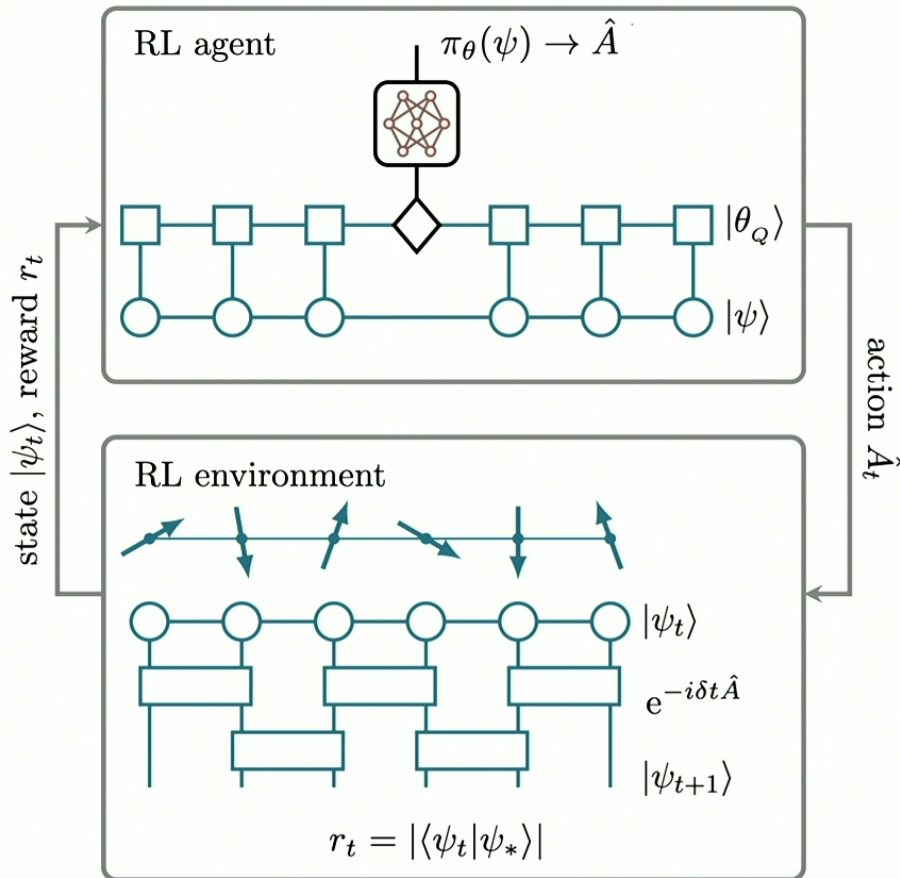 RL agent
π_θ(ψ) → Â
|θ_Q⟩
|ψ⟩
state |ψ_t⟩, reward r_t
action Â_t
RL environment
|ψ_t⟩
e^{-iδtÂ}
|ψ_{t+1}⟩
r_t = |⟨ψ_t|ψ_*⟩|